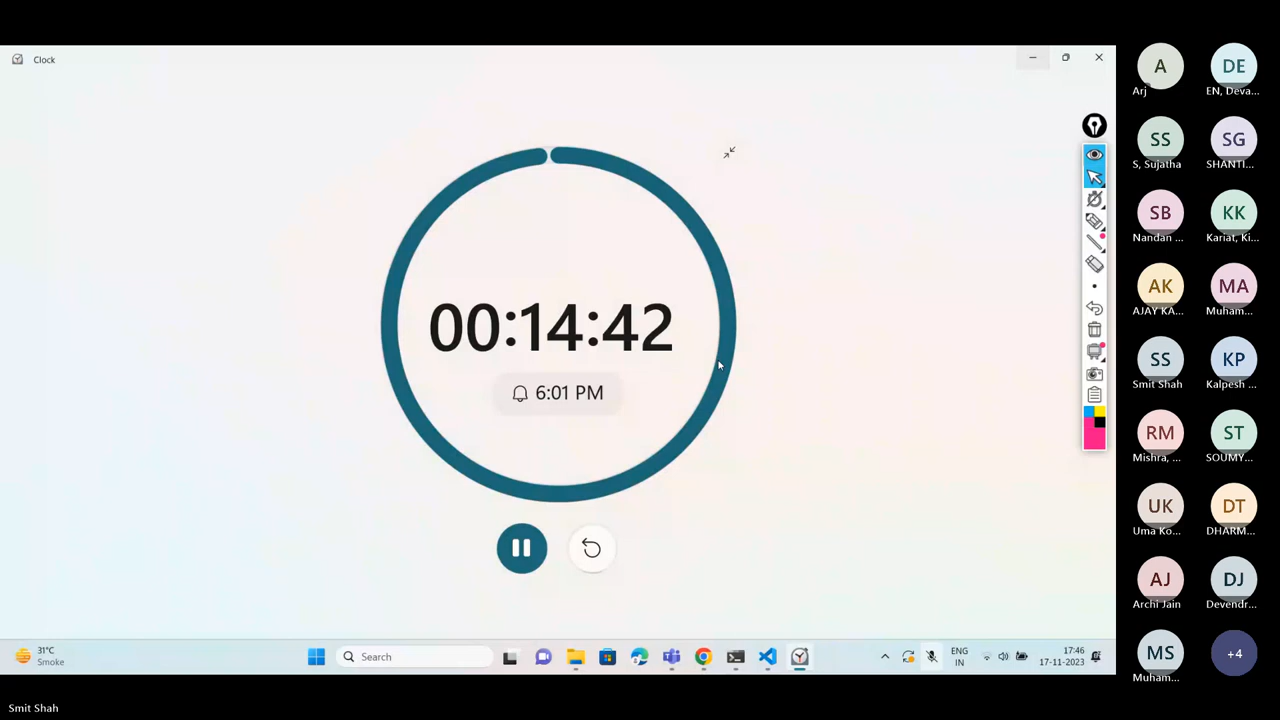 Clock
00:14:42
6:01 PM
A
Arj
DE
EN, Deva...
SS
S, Sujatha
SG
SHANTI...
SB
Nandan ...
KK
Kariat, Ki...
AK
AJAY KA...
MA
Muham...
SS
Smit Shah
KP
Kalpesh ...
RM
Mishra, ...
ST
SOUMY...
UK
Uma Ko...
DT
DHARM...
AJ
Archi Jain
DJ
Devendr...
MS
Muham...
+4
31°C
Smoke
Search
ENG
IN
17:46
17-11-2023
Smit Shah